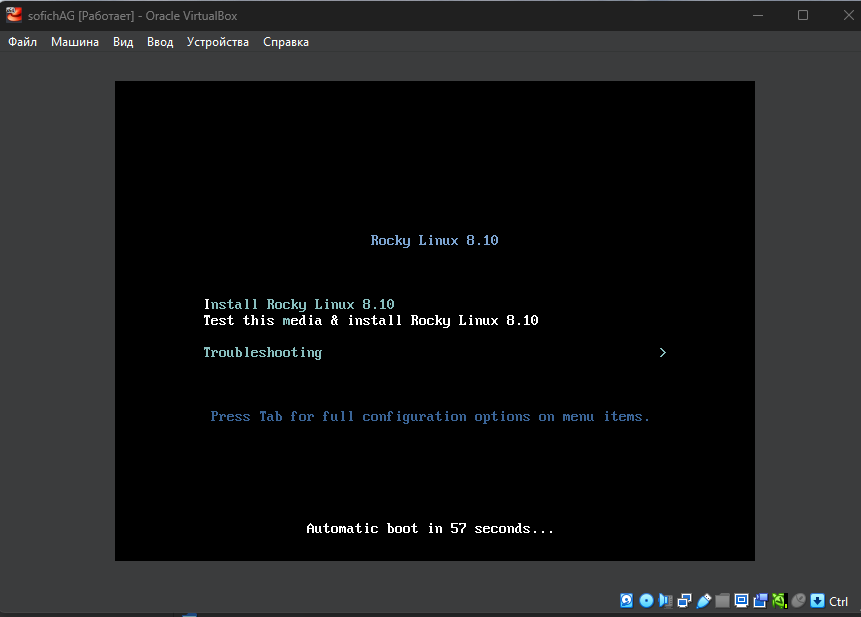 sofichAG [Работает] - Oracle VirtualBox
Файл Машина Вид Ввод Устройства Справка
Rocky Linux 8.10
Install Rocky Linux 8.10
Test this media & install Rocky Linux 8.10
Troubleshooting >
Press Tab for full configuration options on menu items.
Automatic boot in 57 seconds...
Ctrl